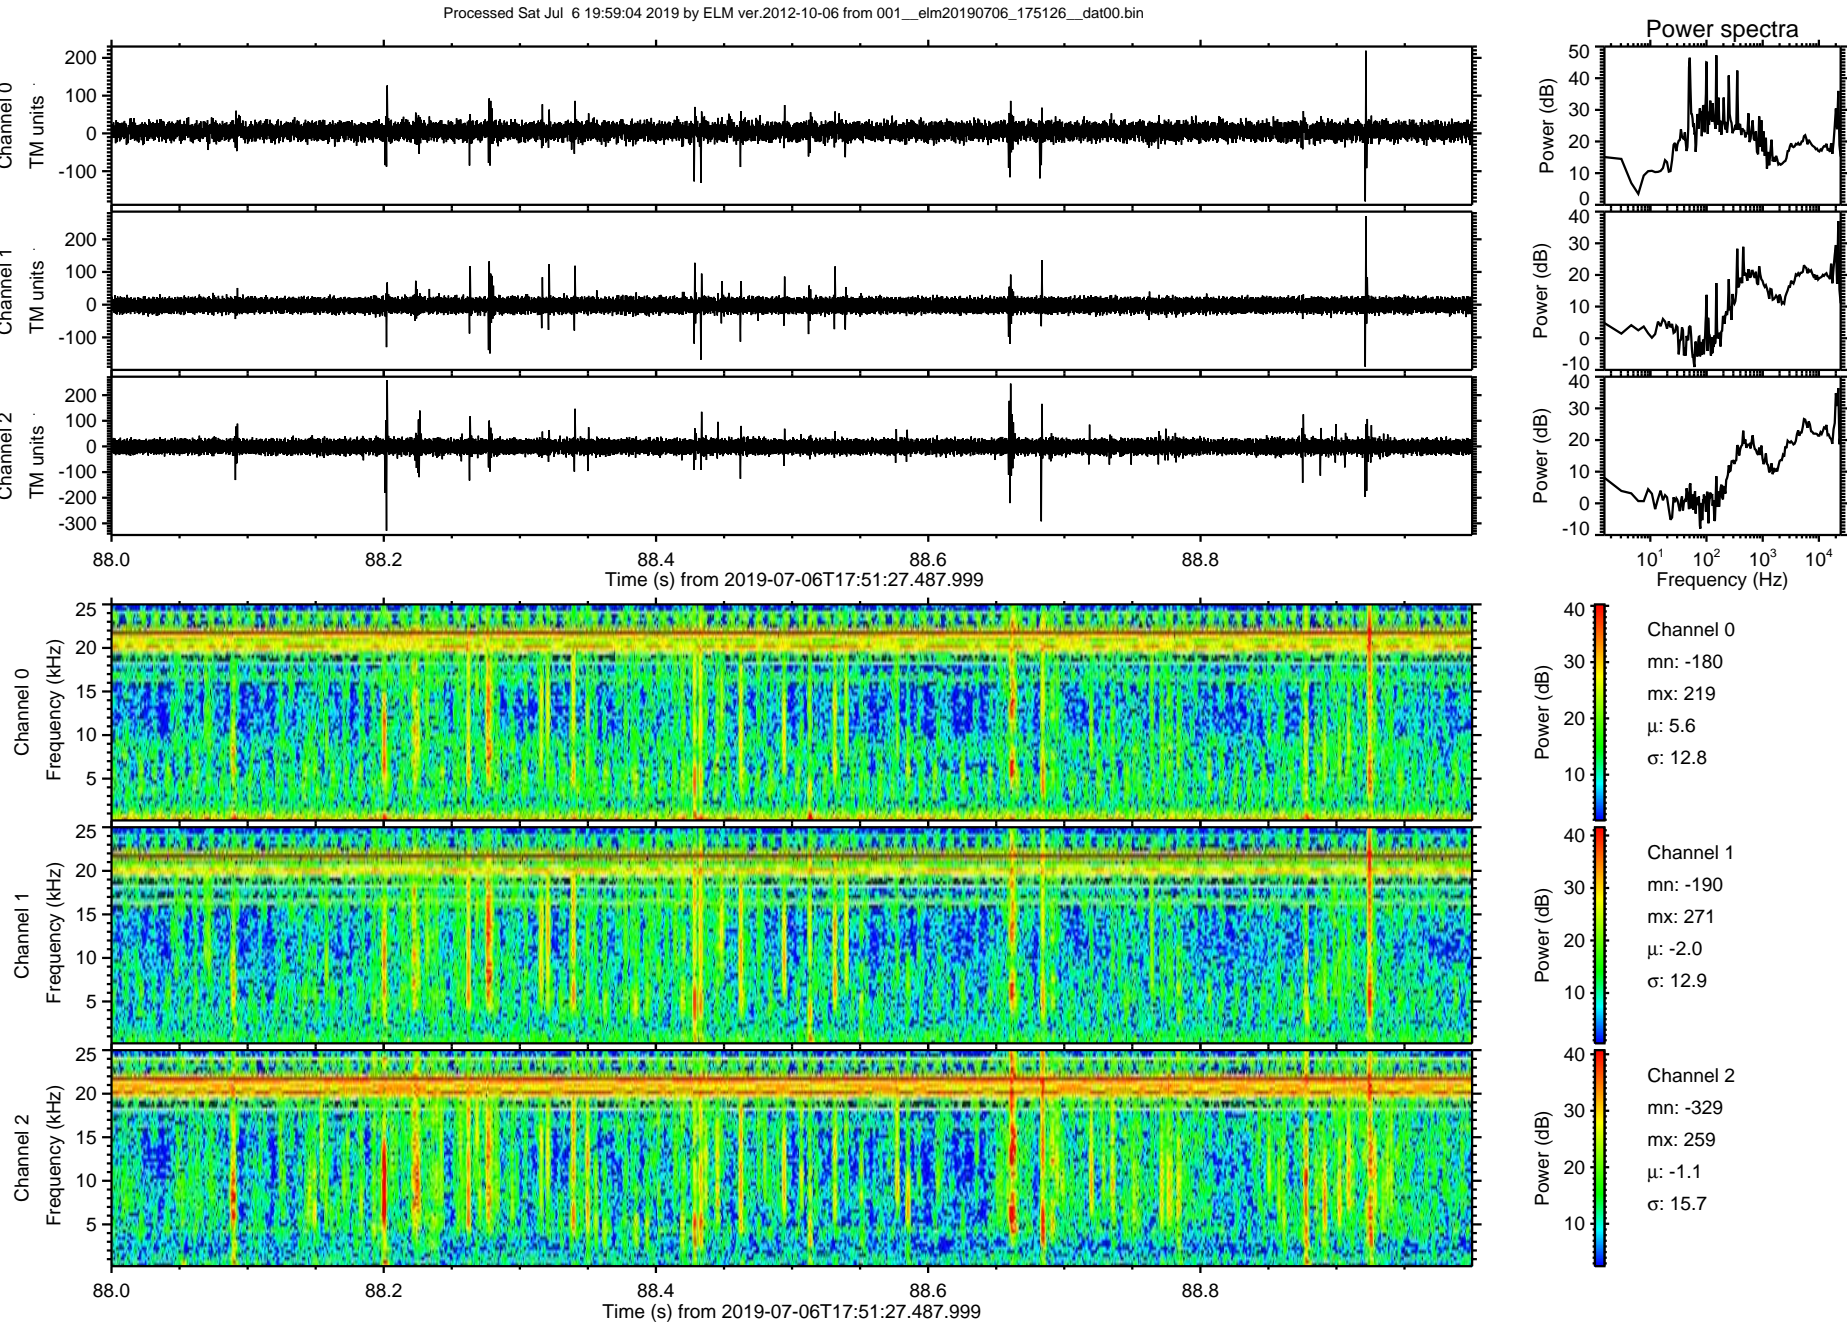 Processed Sat Jul  6 19:59:04 2019 by ELM ver.2012-10-06 from 001__elm20190706_175126__dat00.bin
Power spectra
Channel 0
TM units
200
100
0
-100
Power (dB)
50
40
30
20
10
0
Channel 1
TM units
200
100
0
-100
Power (dB)
40
30
20
10
0
-10
Channel 2
TM units
200
100
0
-100
-200
-300
Power (dB)
40
30
20
10
0
-10
88.0 88.2 88.4 88.6 88.8
Time (s) from 2019-07-06T17:51:27.487.999
10¹ 10² 10³ 10⁴
Frequency (Hz)
Channel 0
Frequency (kHz)
25
20
15
10
5
Power (dB)
40
30
20
10
Channel 0
mn: -180
mx: 219
μ: 5.6
σ: 12.8
Channel 1
Frequency (kHz)
25
20
15
10
5
Power (dB)
40
30
20
10
Channel 1
mn: -190
mx: 271
μ: -2.0
σ: 12.9
Channel 2
Frequency (kHz)
25
20
15
10
5
Power (dB)
40
30
20
10
Channel 2
mn: -329
mx: 259
μ: -1.1
σ: 15.7
88.0 88.2 88.4 88.6 88.8
Time (s) from 2019-07-06T17:51:27.487.999